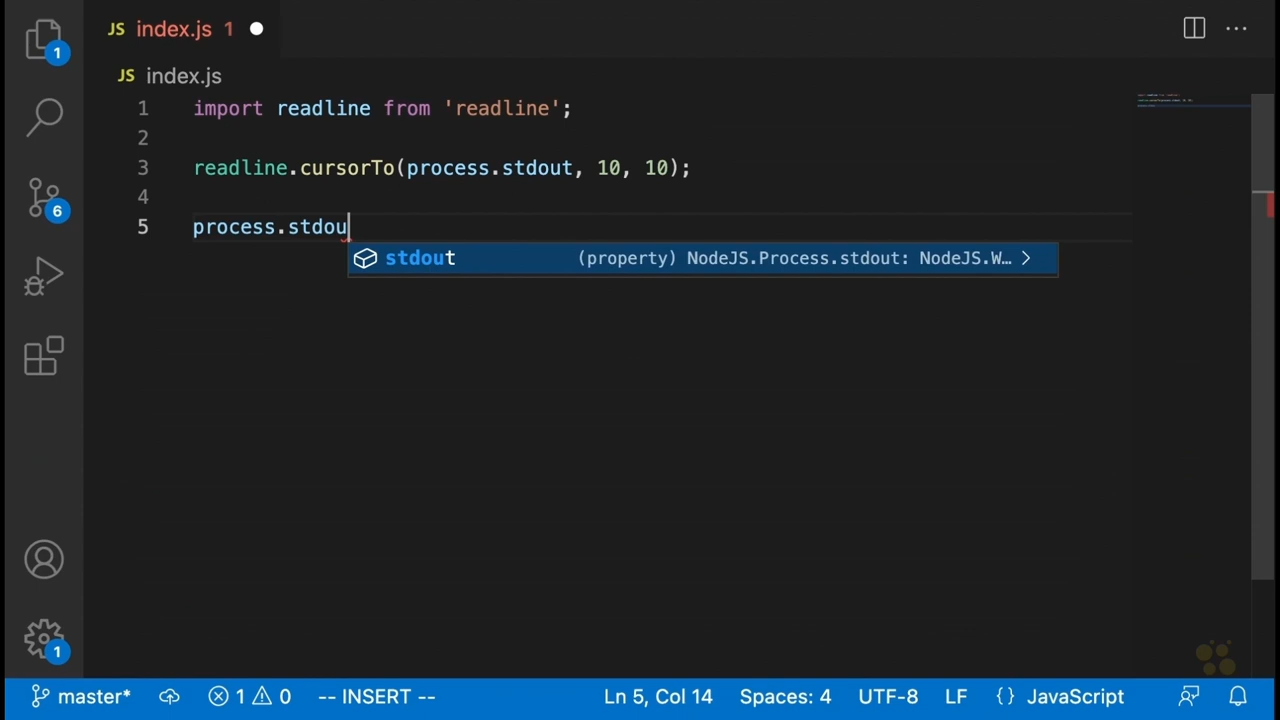 JS index.js 1
JS index.js
1 import readline from 'readline';
2
3 readline.cursorTo(process.stdout, 10, 10);
4
5 process.stdou
stdout (property) NodeJS.Process.stdout: NodeJS.W…
1
6
1
master* 1 0 -- INSERT -- Ln 5, Col 14 Spaces: 4 UTF-8 LF {} JavaScript